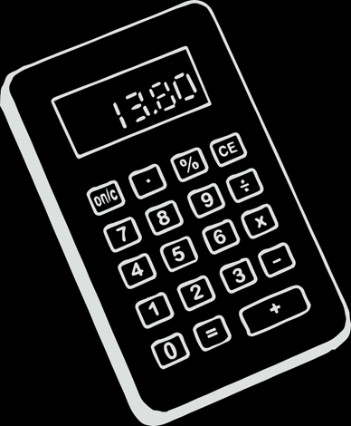 13.80
on/c · % CE
7 8 9 ÷
4 5 6 x
1 2 3 −
0 = +